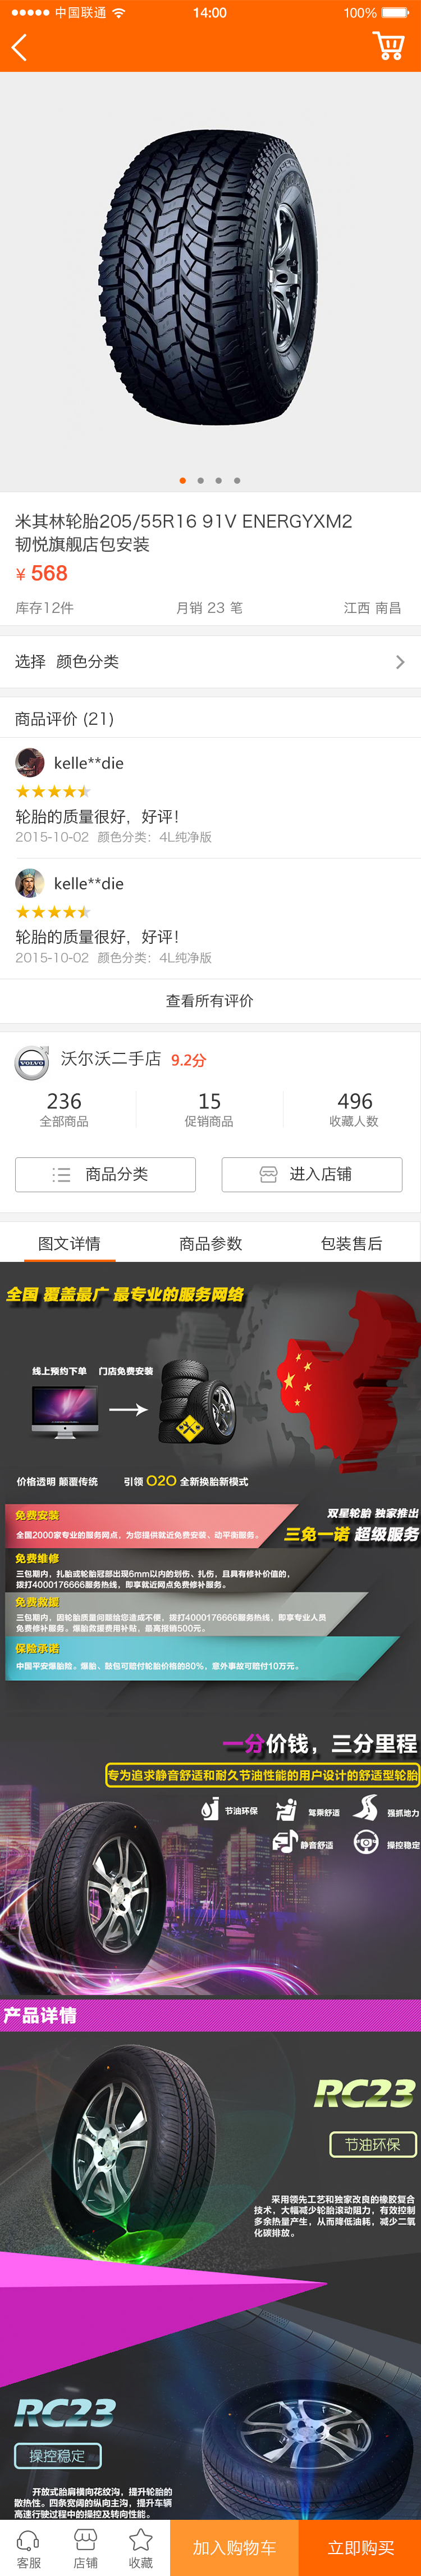 中国联通 14:00 100%
米其林轮胎205/55R16 91V ENERGYXM2
韧悦旗舰店包安装
¥ 568
库存12件 月销 23 笔 江西 南昌
选择 颜色分类
商品评价 (21)
kelle**die
轮胎的质量很好，好评！
2015-10-02 颜色分类：4L纯净版
kelle**die
轮胎的质量很好，好评！
2015-10-02 颜色分类：4L纯净版
查看所有评价
VOLVO
沃尔沃二手店 9.2分
236 15 496
全部商品 促销商品 收藏人数
商品分类 进入店铺
图文详情 商品参数 包装售后
全国 覆盖最广 最专业的服务网络
线上预约下单 门店免费安装
价格透明 颠覆传统 引领 O2O 全新换胎新模式
双星轮胎 独家推出
三免一诺 超级服务
免费安装
全国2000家专业的服务网点，为您提供就近免费安装、动平衡服务。
免费维修
三包期内，扎胎或轮胎冠部出现6mm以内的划伤、扎伤，且具有修补价值的，
拨打4000176666服务热线，即享就近网点免费修补服务。
免费救援
三包期内，因轮胎质量问题给您造成不便，拨打4000176666服务热线，即享专业人员
免费修补服务。爆胎救援费用补贴，最高报销500元。
保险承诺
中国平安爆胎险。爆胎、鼓包可赔付轮胎价格的80%，意外事故可赔付10万元。
一分价钱，三分里程
专为追求静音舒适和耐久节油性能的用户设计的舒适型轮胎
节油环保 驾乘舒适 强抓地力
静音舒适 操控稳定
产品详情
RC23
节油环保
采用领先工艺和独家改良的橡胶复合
技术，大幅减少轮胎滚动阻力，有效控制
多余热量产生，从而降低油耗，减少二氧
化碳排放。
RC23
操控稳定
开放式胎肩横向花纹沟，提升轮胎的
散热性。四条宽阔的纵向主沟，提升车辆
高速行驶过程中的操控及转向性能。
客服 店铺 收藏 加入购物车 立即购买